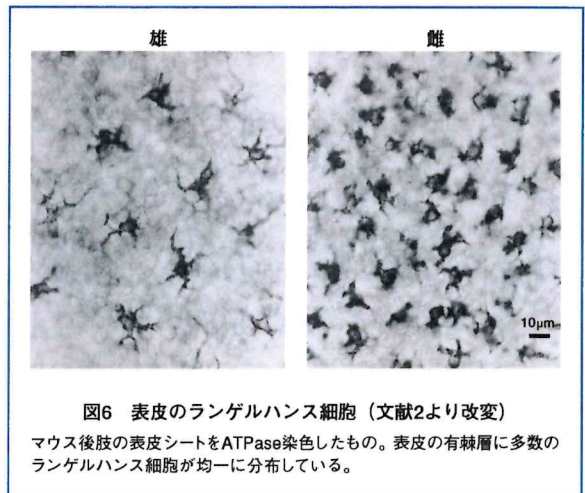 雄 雌
10μm
図6 表皮のランゲルハンス細胞（文献2より改変）
マウス後肢の表皮シートをATPase染色したもの。表皮の有棘層に多数の
ランゲルハンス細胞が均一に分布している。